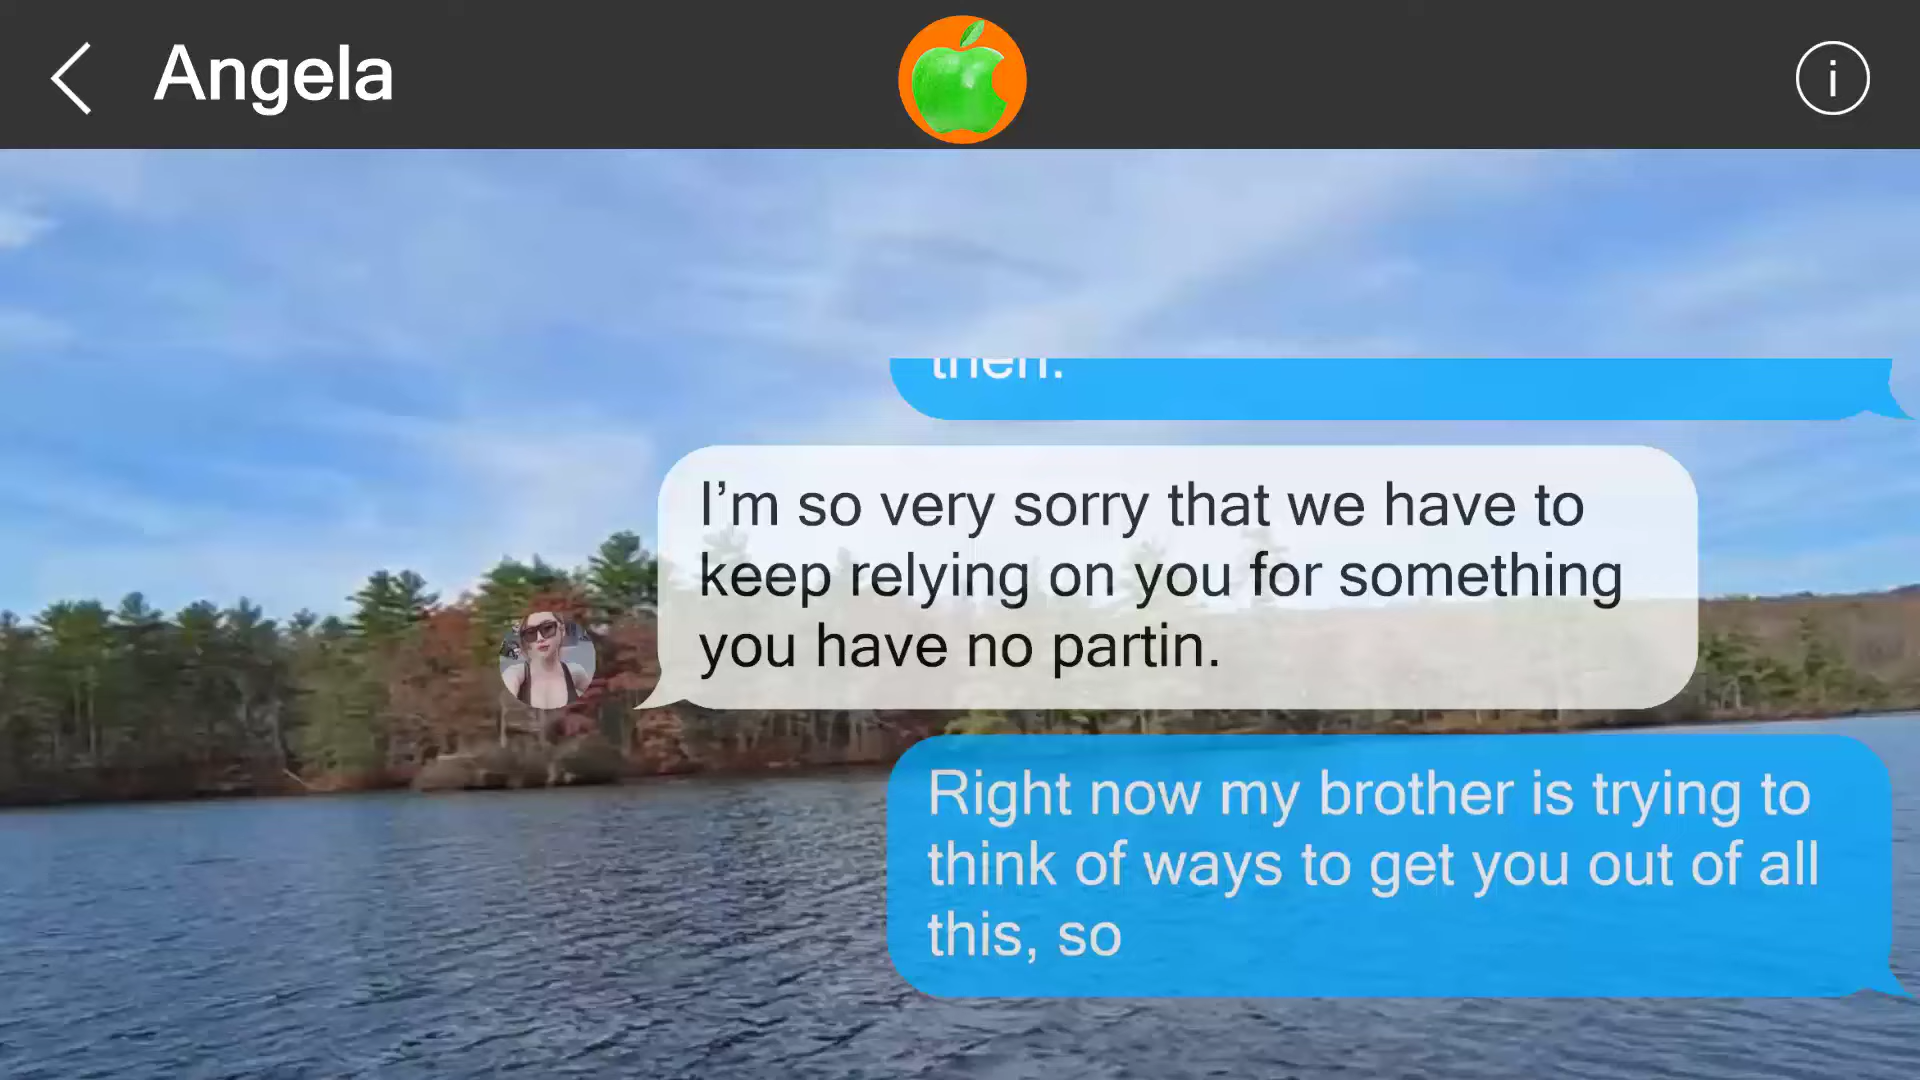 Angela
then.
I'm so very sorry that we have to
keep relying on you for something
you have no partin.
Right now my brother is trying to
think of ways to get you out of all
this, so